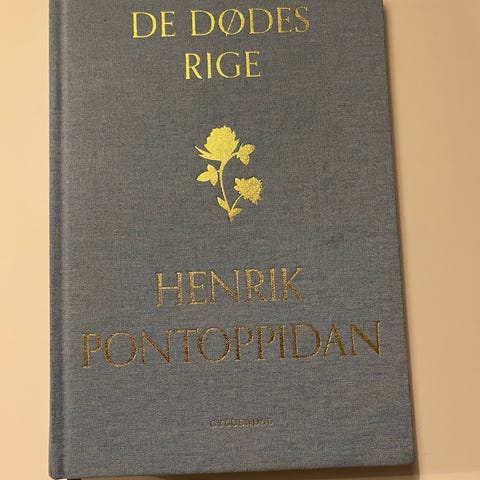 DE DØDES
RIGE
HENRIK
PONTOPPIDAN
GYLDENDAL